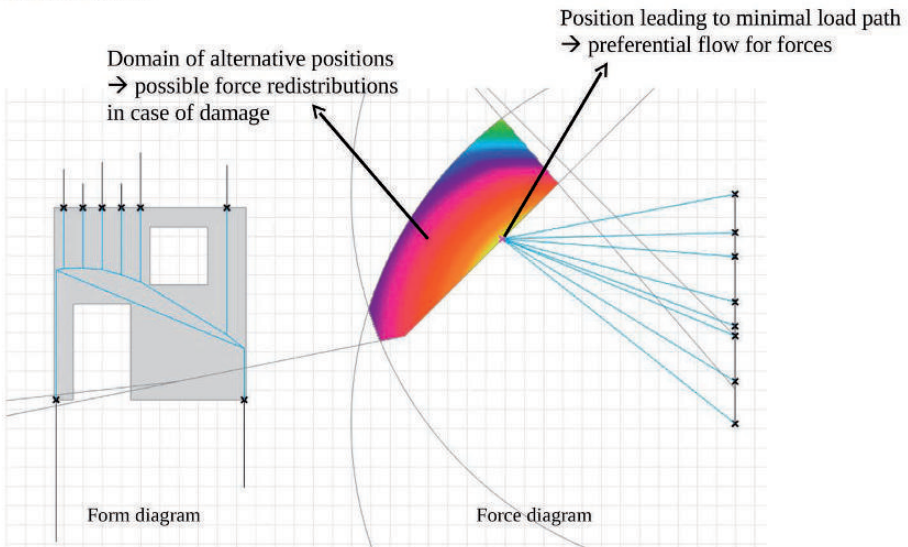 Position leading to minimal load path
→ preferential flow for forces
Domain of alternative positions
→ possible force redistributions
in case of damage
Form diagram
Force diagram